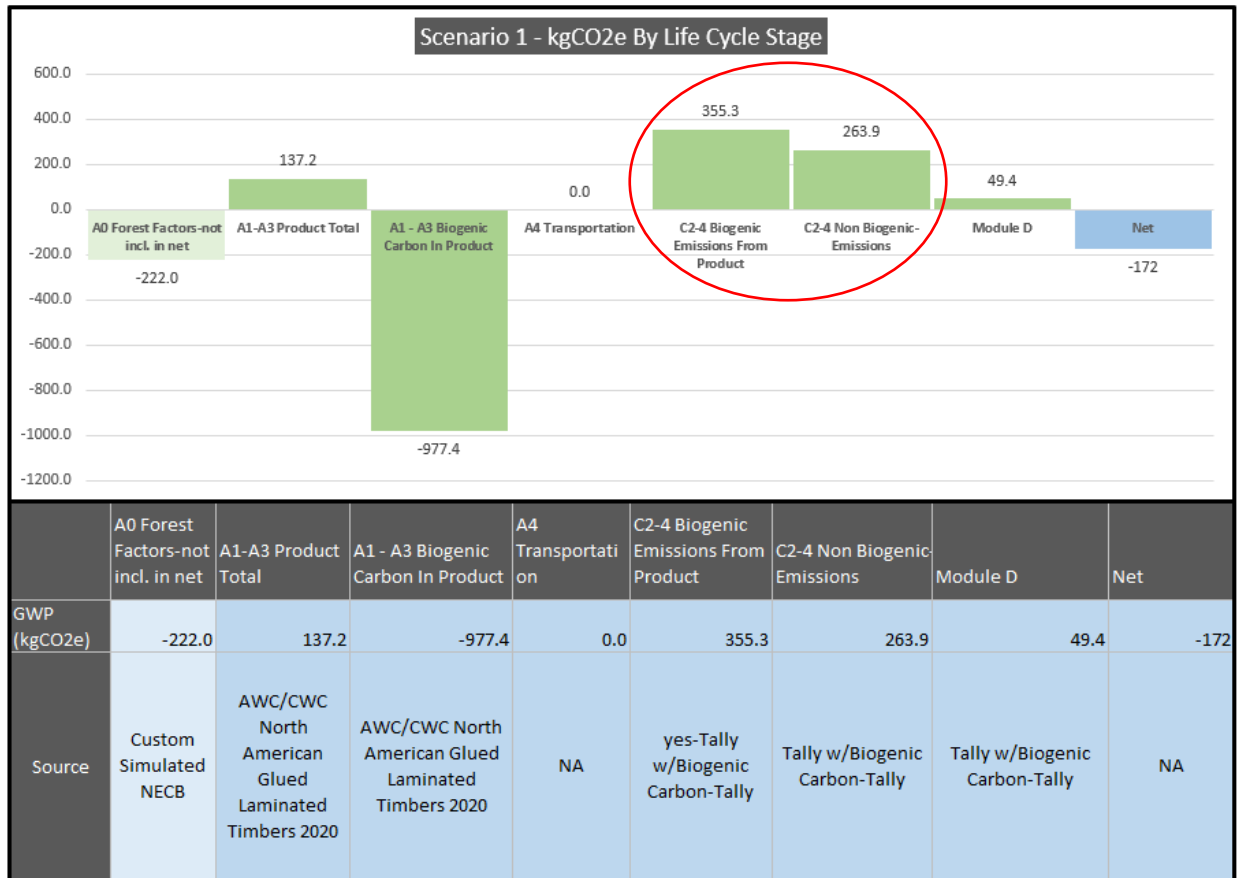 Scenario 1 - kgCO2e By Life Cycle Stage
600.0
400.0
200.0
0.0
-200.0
-400.0
-600.0
-800.0
-1000.0
-1200.0
-222.0
137.2
-977.4
0.0
355.3
263.9
49.4
-172
A0 Forest Factors-not
incl. in net
A1-A3 Product Total
A1 - A3 Biogenic
Carbon In Product
A4 Transportation
C2-4 Biogenic
Emissions From
Product
C2-4 Non Biogenic-
Emissions
Module D
Net
A0 Forest
Factors-not
incl. in net
A1-A3 Product
Total
A1 - A3 Biogenic
Carbon In Product
A4
Transportati
on
C2-4 Biogenic
Emissions From
Product
C2-4 Non Biogenic-
Emissions
Module D
Net
GWP
(kgCO2e)
-222.0
137.2
-977.4
0.0
355.3
263.9
49.4
-172
Source
Custom
Simulated
NECB
AWC/CWC
North
American
Glued
Laminated
Timbers 2020
AWC/CWC North
American Glued
Laminated
Timbers 2020
NA
yes-Tally
w/Biogenic
Carbon-Tally
Tally w/Biogenic
Carbon-Tally
Tally w/Biogenic
Carbon-Tally
NA